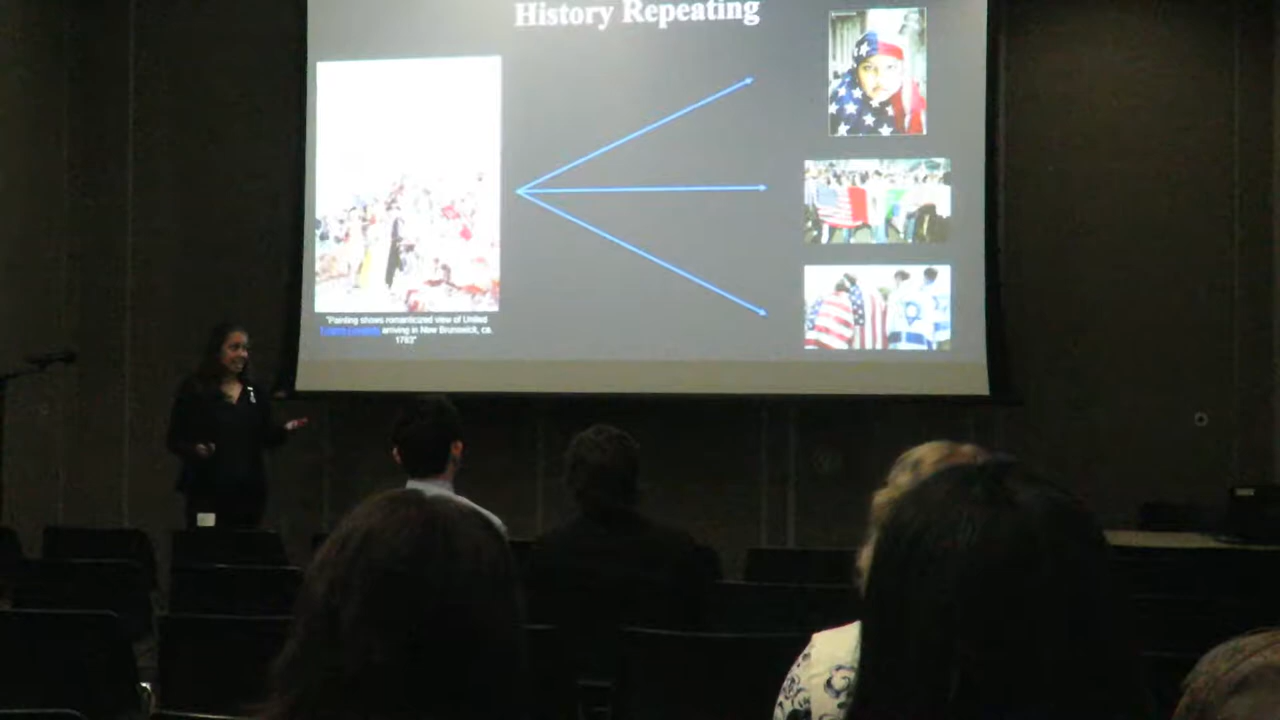 History Repeating
"Painting shows romanticized view of United
Empire Loyalists arriving in New Brunswick, ca.
1783"